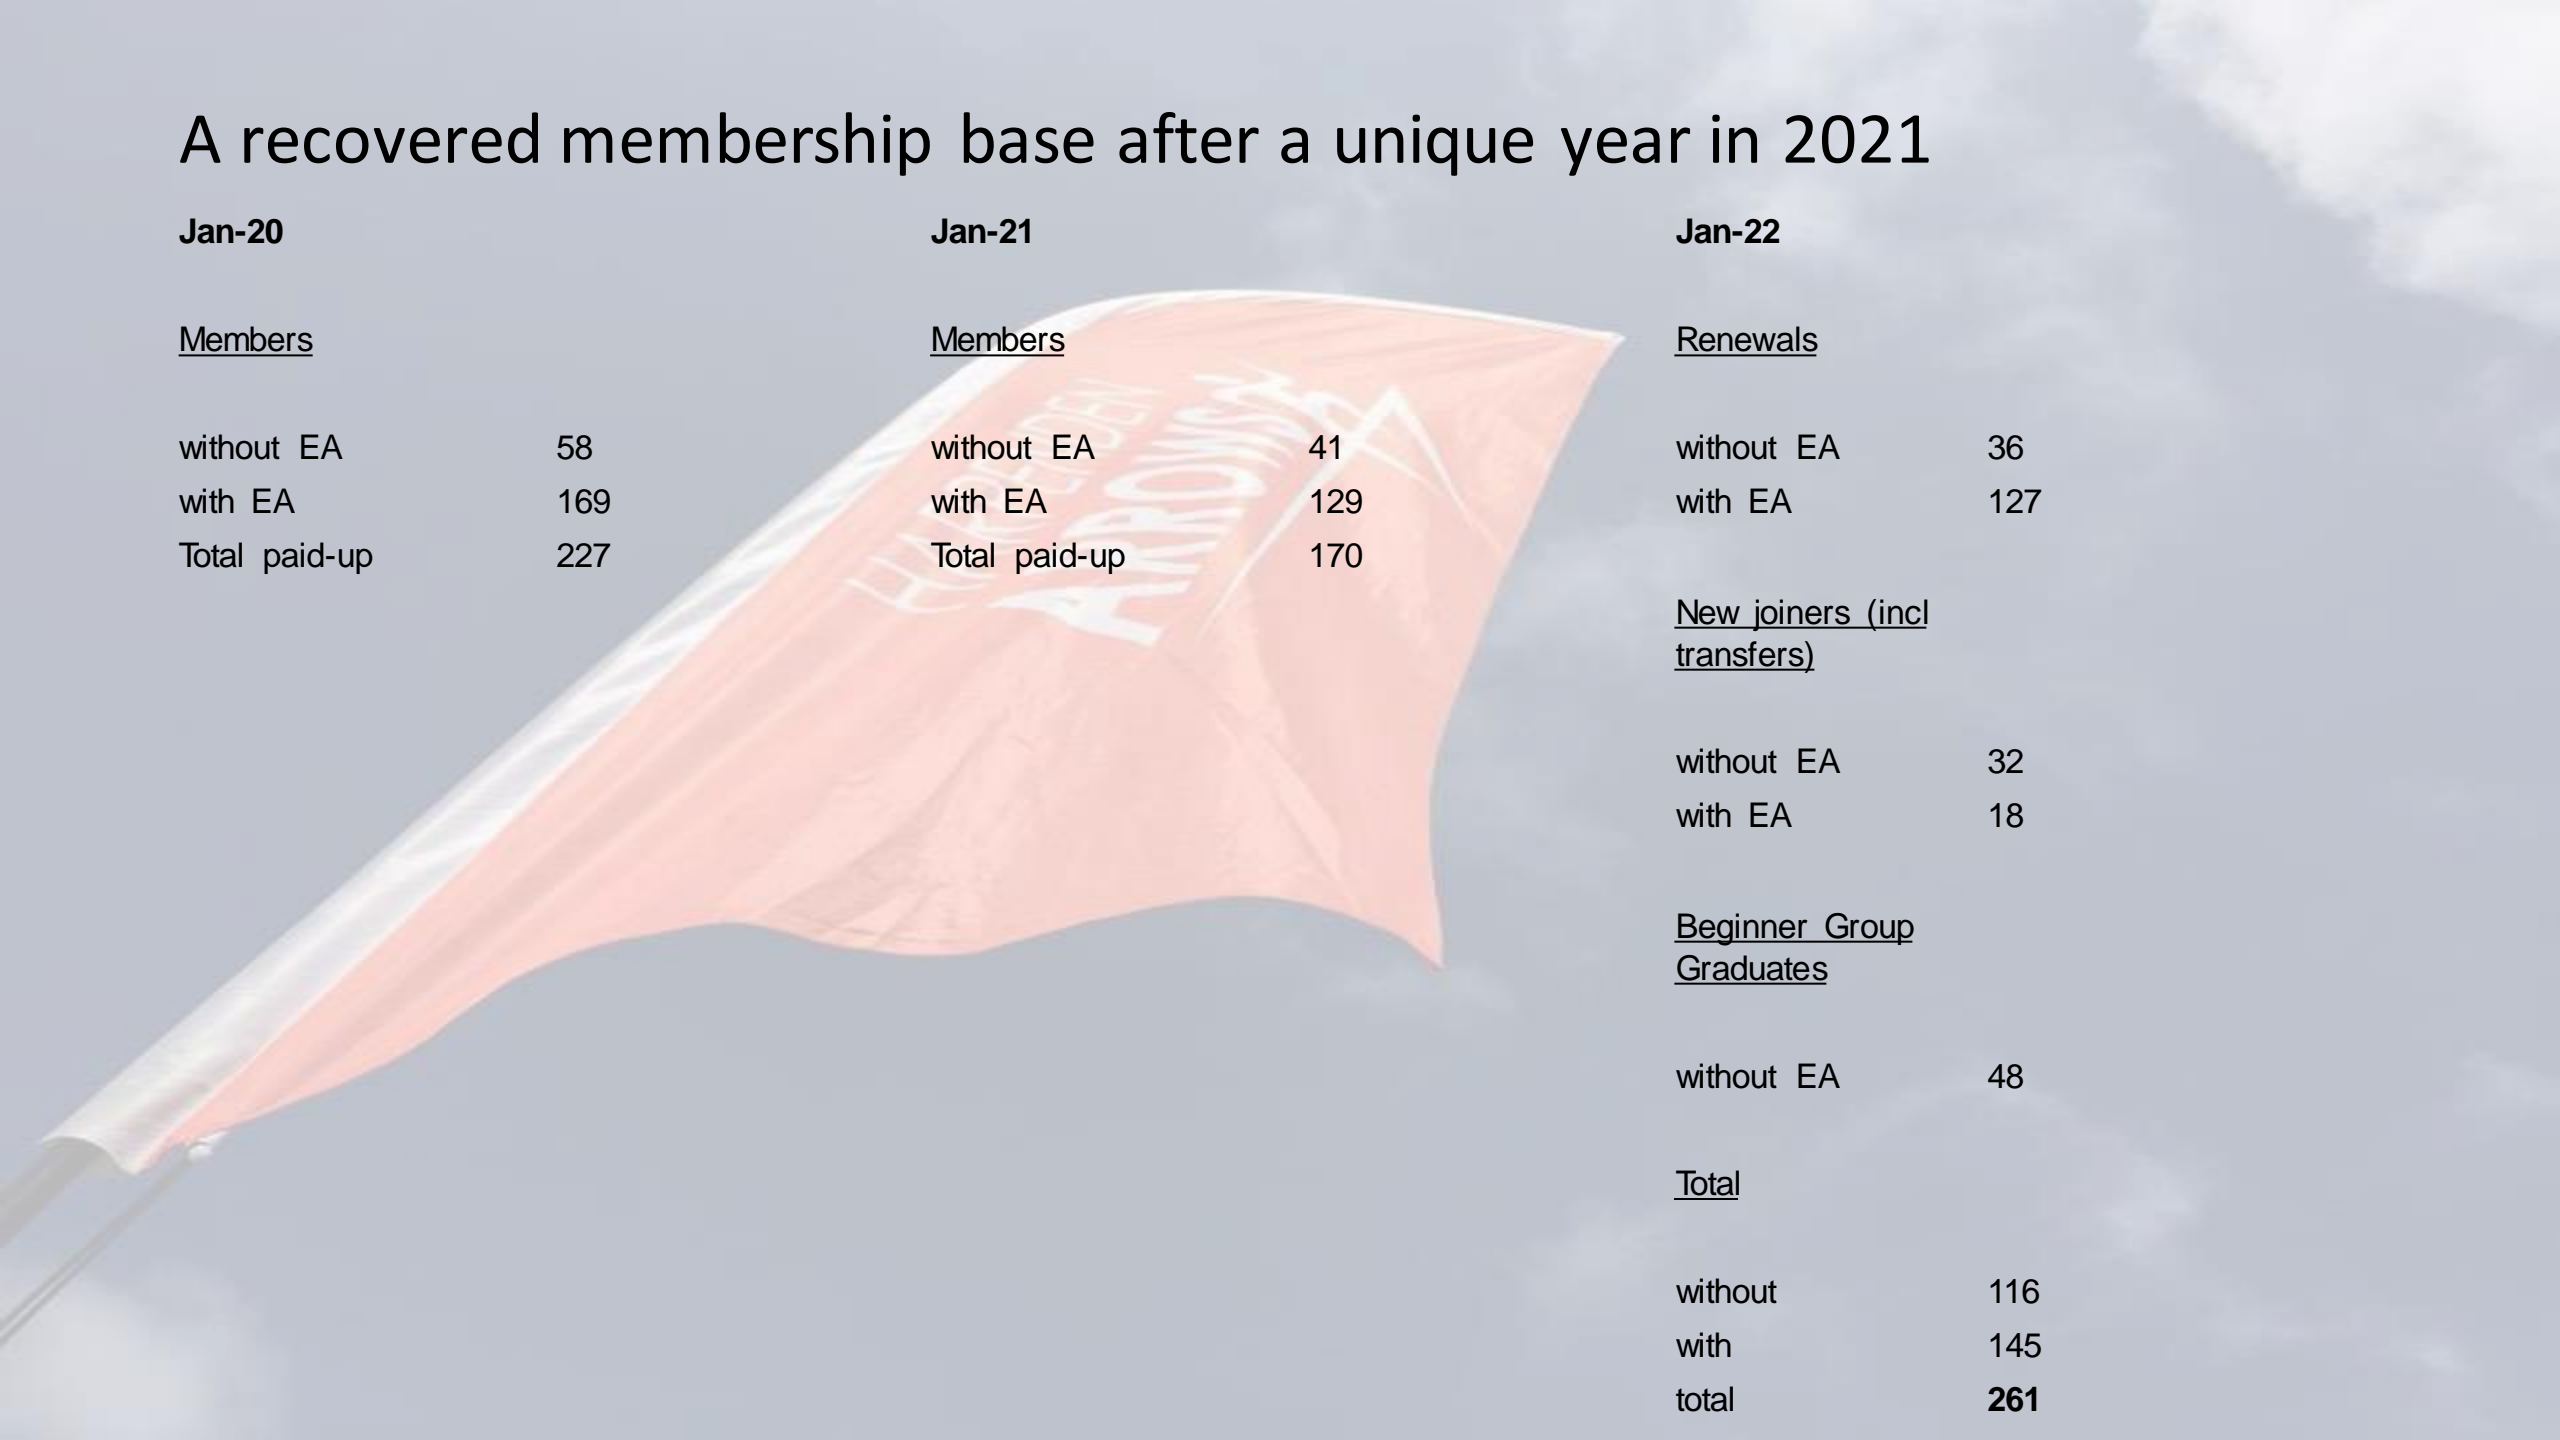 A recovered membership base after a unique year in 2021
Jan-20
Members
without EA 58
with EA 169
Total paid-up 227
Jan-21
Members
without EA 41
with EA 129
Total paid-up 170
Jan-22
Renewals
without EA 36
with EA 127
New joiners (incl
transfers)
without EA 32
with EA 18
Beginner Group
Graduates
without EA 48
Total
without 116
with 145
total 261
HARPENDEN
ARROWS